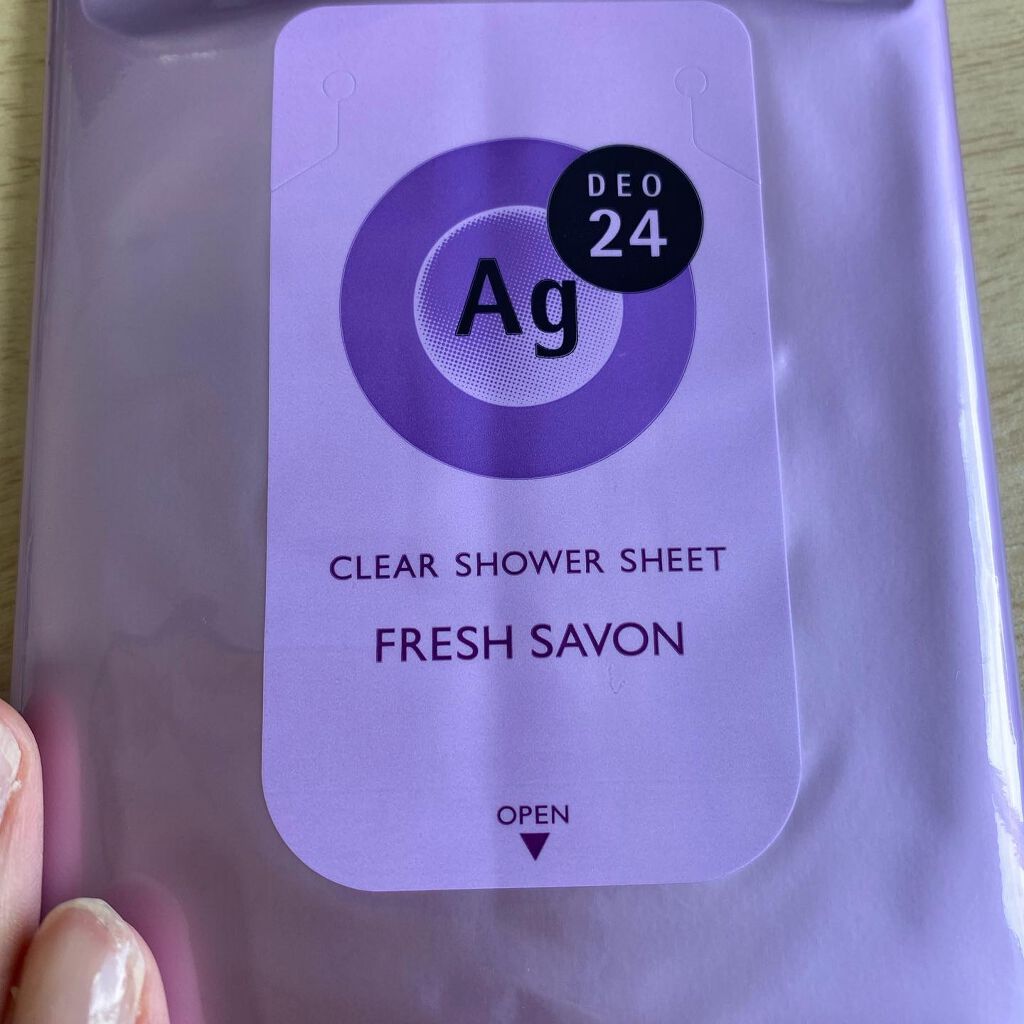 DEO
24
Ag
CLEAR SHOWER SHEET
FRESH SAVON
OPEN